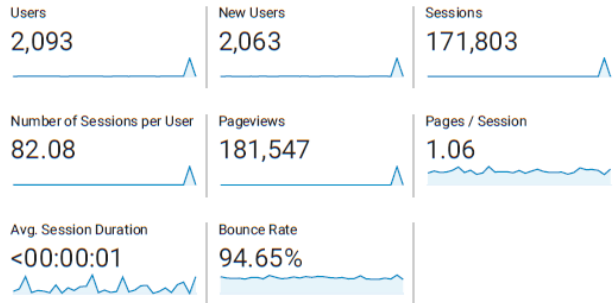 Users
2,093
New Users
2,063
Sessions
171,803
Number of Sessions per User
82.08
Pageviews
181,547
Pages / Session
1.06
Avg. Session Duration
<00:00:01
Bounce Rate
94.65%